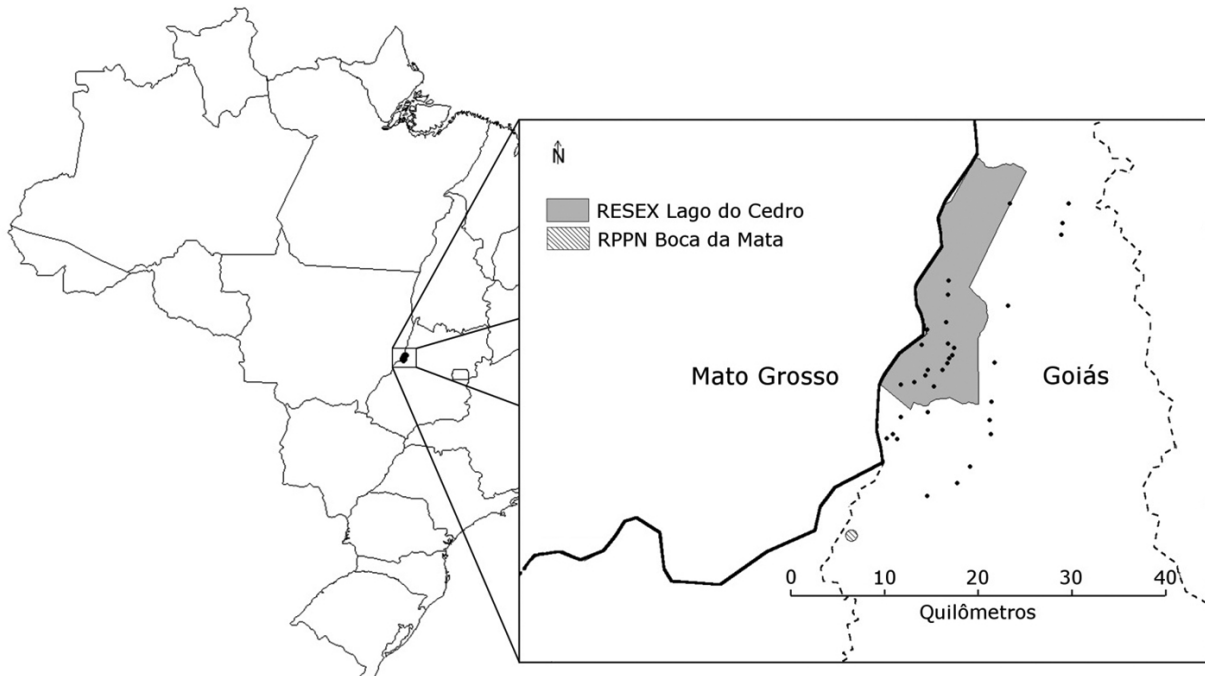 N
RESEX Lago do Cedro
RPPN Boca da Mata
Mato Grosso
Goiás
0 10 20 30 40
Quilômetros